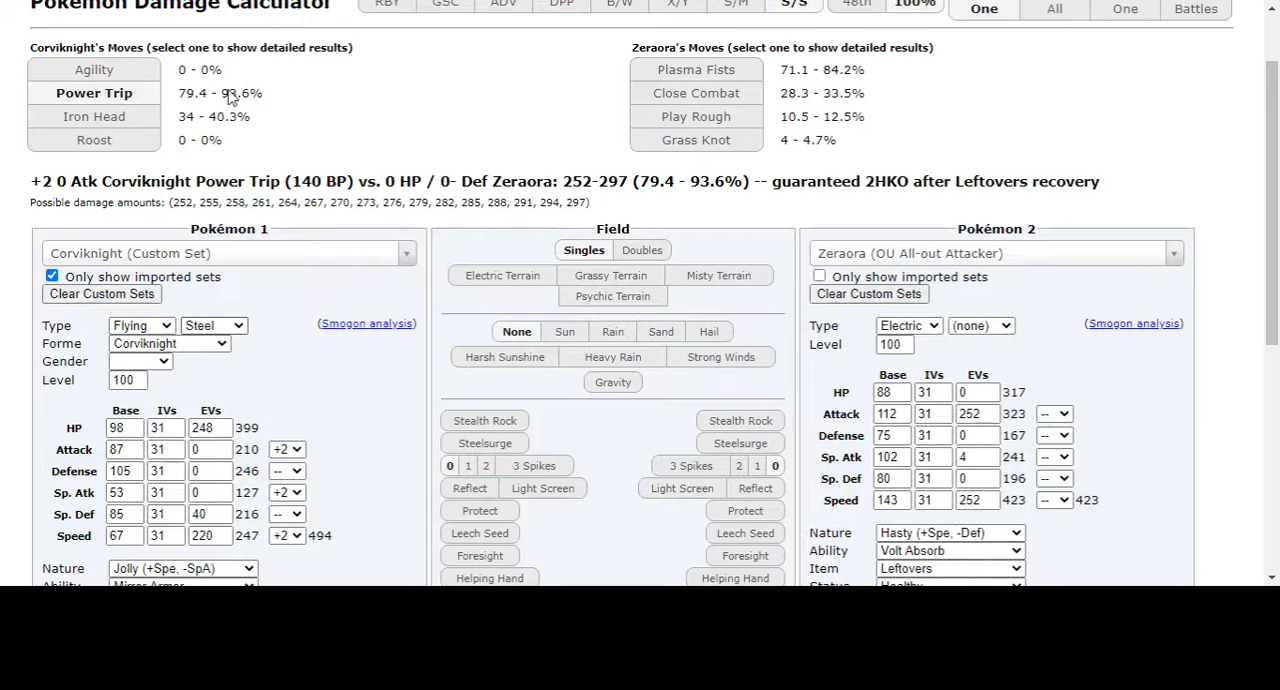 Pokémon Damage Calculator RBY GSC ADV DPP B/W X/Y S/M S/S 48th 100% One All One Battles
Corviknight's Moves (select one to show detailed results) Zeraora's Moves (select one to show detailed results)
Agility 0 - 0% Plasma Fists 71.1 - 84.2%
Power Trip 79.4 - 93.6% Close Combat 28.3 - 33.5%
Iron Head 34 - 40.3% Play Rough 10.5 - 12.5%
Roost 0 - 0% Grass Knot 4 - 4.7%
+2 0 Atk Corviknight Power Trip (140 BP) vs. 0 HP / 0- Def Zeraora: 252-297 (79.4 - 93.6%) -- guaranteed 2HKO after Leftovers recovery
Possible damage amounts: (252, 255, 258, 261, 264, 267, 270, 273, 276, 279, 282, 285, 288, 291, 294, 297)
Pokémon 1 Field Pokémon 2
Corviknight (Custom Set) Singles Doubles Zeraora (OU All-out Attacker)
Only show imported sets Electric Terrain Grassy Terrain Misty Terrain Only show imported sets
Clear Custom Sets Psychic Terrain Clear Custom Sets
Type Flying Steel (Smogon analysis) None Sun Rain Sand Hail Type Electric (none) (Smogon analysis)
Forme Corviknight Level 100
Gender Harsh Sunshine Heavy Rain Strong Winds
Level 100 Gravity Base IVs EVs
Base IVs EVs HP 88 31 0 317
HP 98 31 248 399 Stealth Rock Stealth Rock Attack 112 31 252 323 --
Attack 87 31 0 210 +2 Steelsurge Steelsurge Defense 75 31 0 167 --
Defense 105 31 0 246 -- 0 1 2 3 Spikes 3 Spikes 2 1 0 Sp. Atk 102 31 4 241 --
Sp. Atk 53 31 0 127 +2 Reflect Light Screen Light Screen Reflect Sp. Def 80 31 0 196 --
Sp. Def 85 31 40 216 -- Protect Protect Speed 143 31 252 423 -- 423
Speed 67 31 220 247 +2 494 Leech Seed Leech Seed Nature Hasty (+Spe, -Def)
Foresight Foresight Ability Volt Absorb
Nature Jolly (+Spe, -SpA) Helping Hand Helping Hand Item Leftovers
Ability Mirror Armor Status Healthy